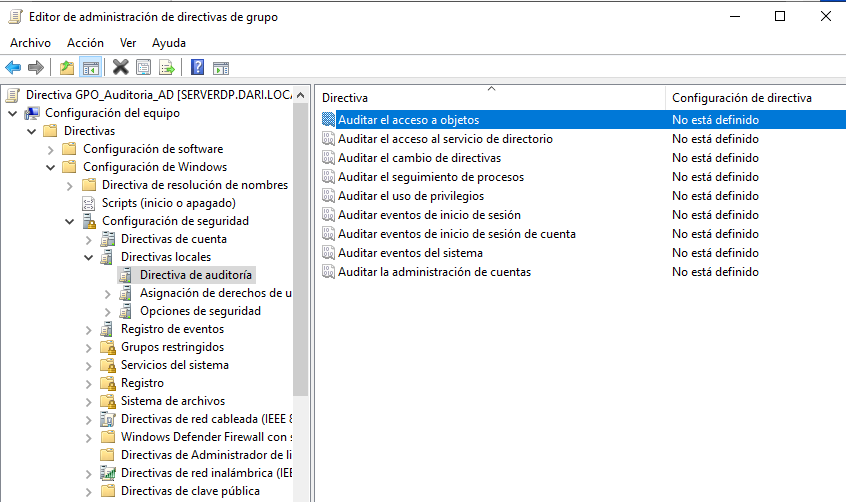 Editor de administración de directivas de grupo
Archivo Acción Ver Ayuda
Directiva GPO_Auditoria_AD [SERVERDP.DARI.LOCA
Configuración del equipo
Directivas
Configuración de software
Configuración de Windows
Directiva de resolución de nombres
Scripts (inicio o apagado)
Configuración de seguridad
Directivas de cuenta
Directivas locales
Directiva de auditoría
Asignación de derechos de u
Opciones de seguridad
Registro de eventos
Grupos restringidos
Servicios del sistema
Registro
Sistema de archivos
Directivas de red cableada (IEEE 8
Windows Defender Firewall con s
Directivas de Administrador de li
Directivas de red inalámbrica (IEE
Directivas de clave pública
Directiva Configuración de directiva
Auditar el acceso a objetos No está definido
Auditar el acceso al servicio de directorio No está definido
Auditar el cambio de directivas No está definido
Auditar el seguimiento de procesos No está definido
Auditar el uso de privilegios No está definido
Auditar eventos de inicio de sesión No está definido
Auditar eventos de inicio de sesión de cuenta No está definido
Auditar eventos del sistema No está definido
Auditar la administración de cuentas No está definido